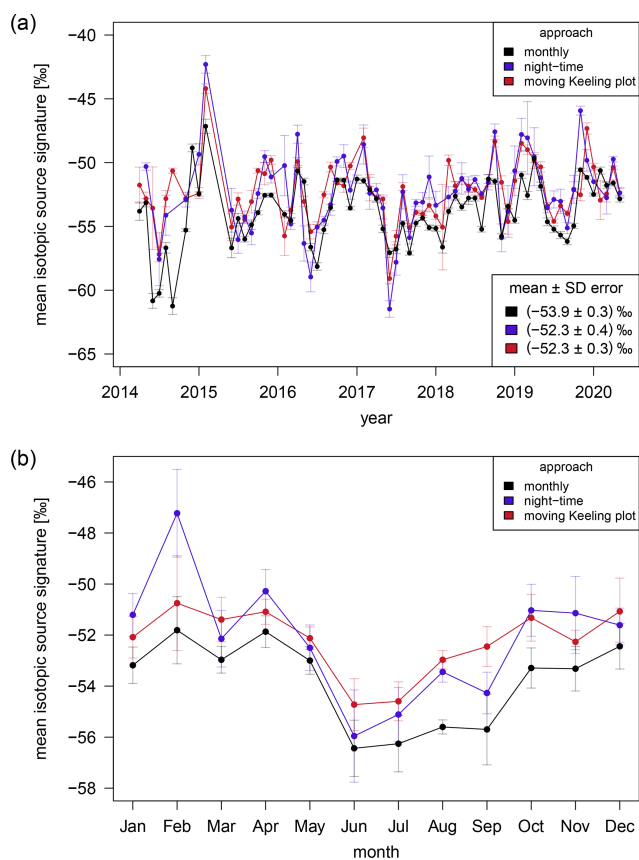 (a)
mean isotopic source signature [‰]
−40
−45
−50
−55
−60
−65
approach
monthly
night−time
moving Keeling plot
mean ± SD error
(−53.9 ± 0.3) ‰
(−52.3 ± 0.4) ‰
(−52.3 ± 0.3) ‰
2014 2015 2016 2017 2018 2019 2020
year
(b)
mean isotopic source signature [‰]
−46
−48
−50
−52
−54
−56
−58
approach
monthly
night−time
moving Keeling plot
Jan Feb Mar Apr May Jun Jul Aug Sep Oct Nov Dec
month